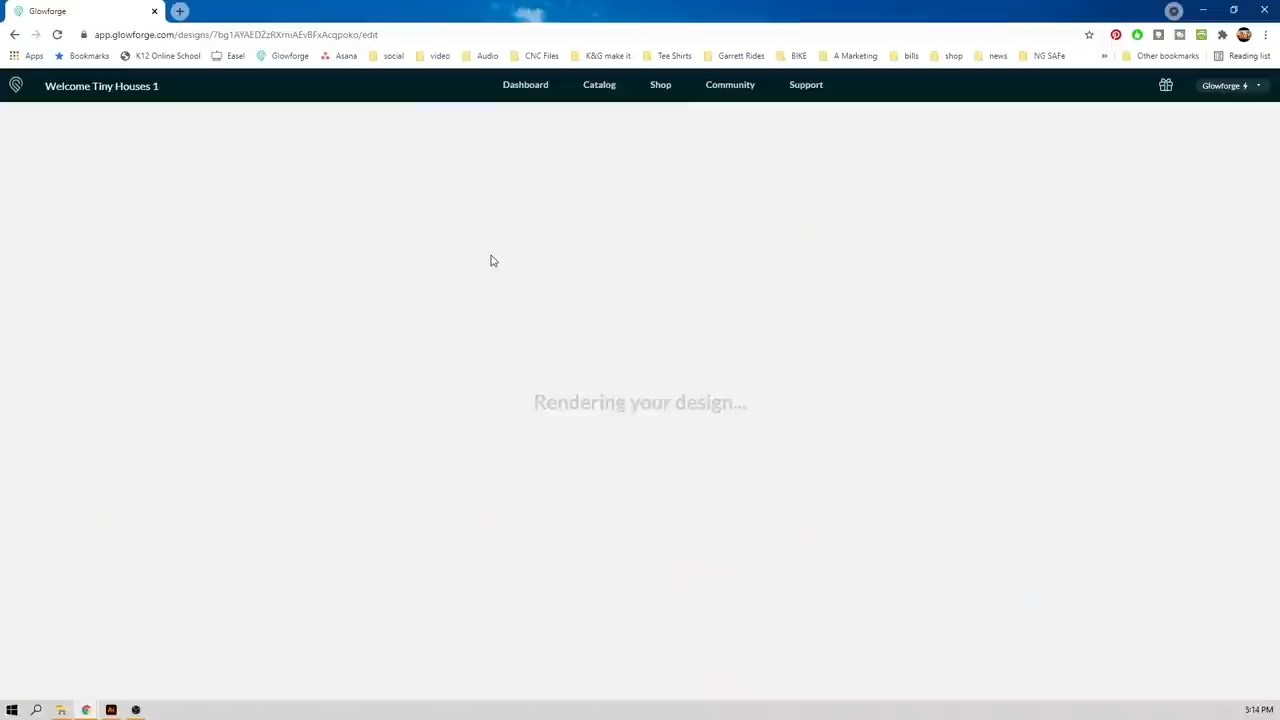 Glowforge
app.glowforge.com/designs/7bg1AYAEDZzRXrniAEvBFxAcqpoko/edit
Apps Bookmarks K12 Online School Easel Glowforge Asana social video Audio CNC Files K&G make it Tee Shirts Garrett Rides BIKE A Marketing bills shop news NG SAFe » Other bookmarks Reading list
Welcome Tiny Houses 1 Dashboard Catalog Shop Community Support Glowforge
Rendering your design...
Ai
5:14 PM